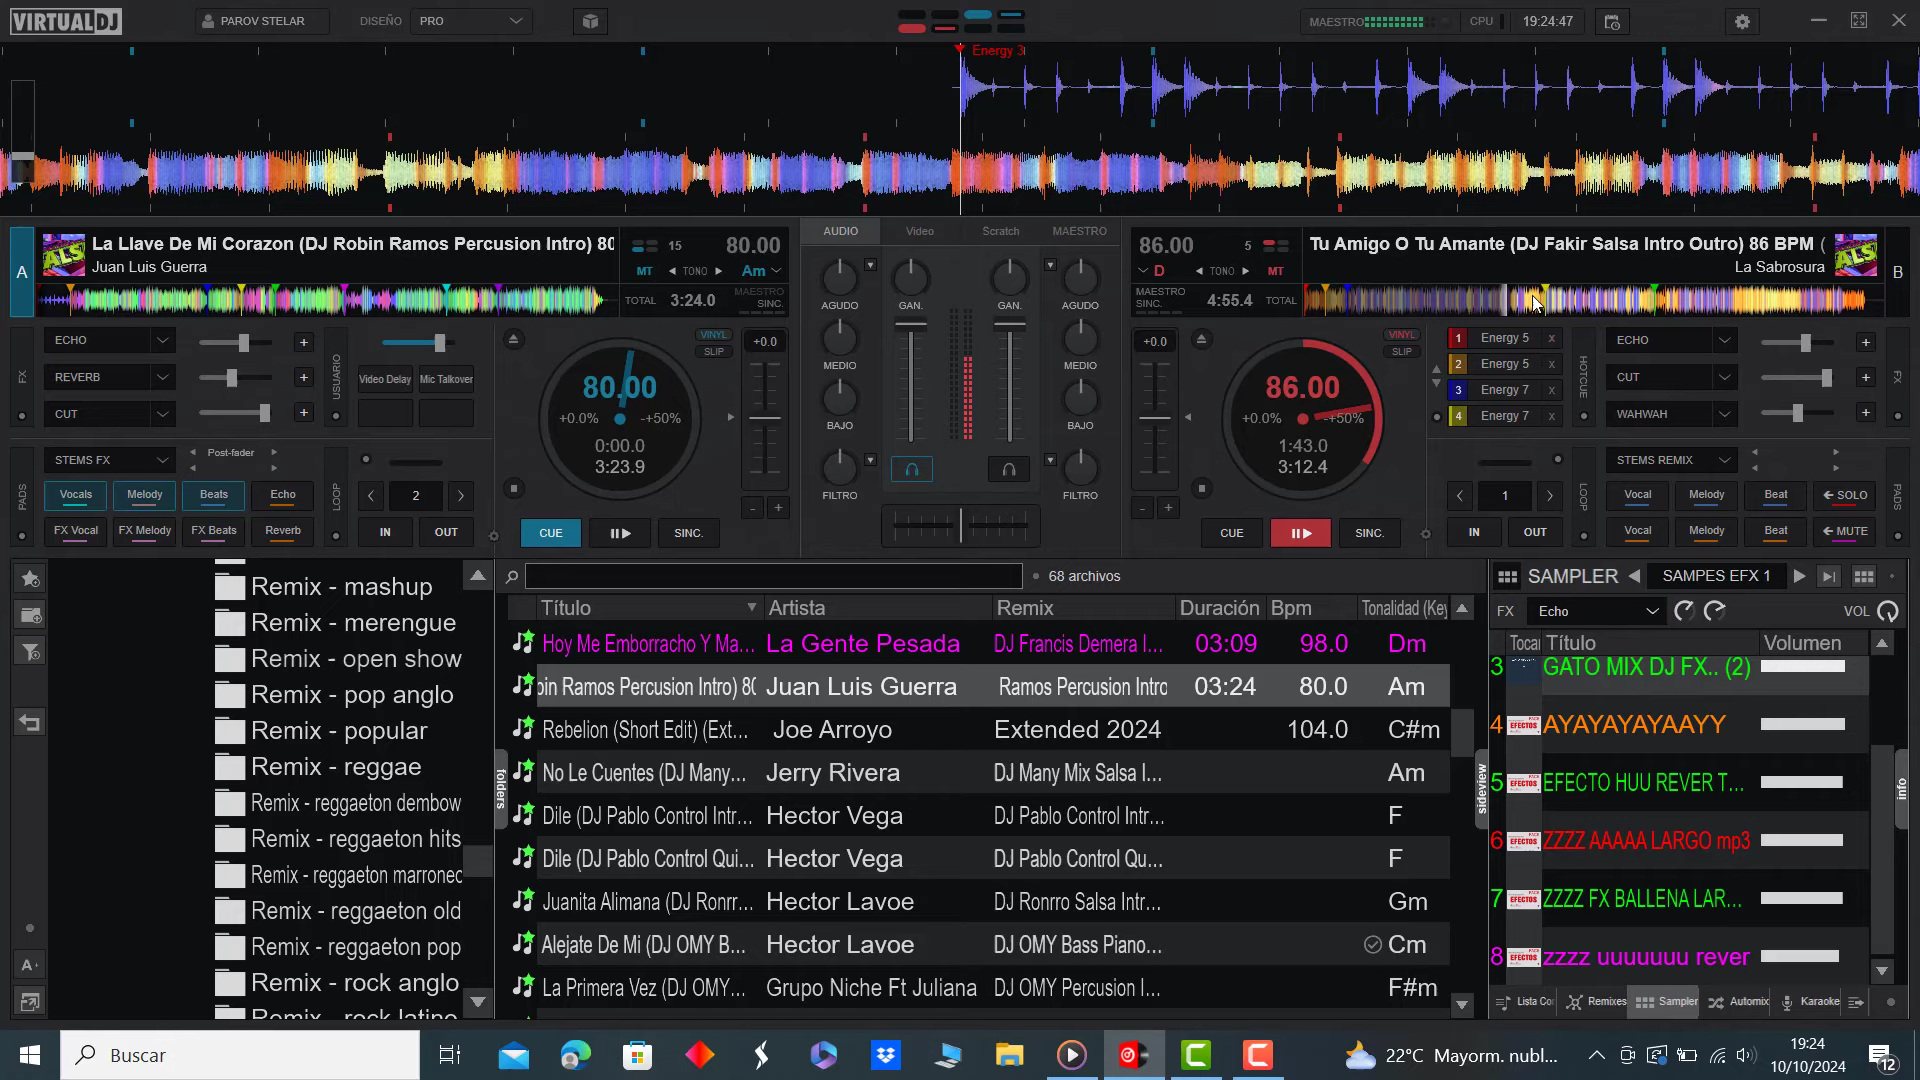 VIRTUALDJ
PAROV STELAR
DISEÑO PRO
MAESTRO
CPU
19:24:47
Energy 3
A
La Llave De Mi Corazon (DJ Robin Ramos Percusion Intro) 80
Juan Luis Guerra
15 80.00
MT TONO Am
TOTAL 3:24.0 MAESTRO SINC.
AUDIO Video Scratch MAESTRO
86.00 5
D TONO MT
MAESTRO SINC. 4:55.4 TOTAL
Tu Amigo O Tu Amante (DJ Fakir Salsa Intro Outro) 86 BPM (
La Sabrosura
B
FX
ECHO
REVERB
CUT
USUARIO
Video Delay Mic Talkover
VINYL
SLIP
80.00
+0.0% -+50%
0:00.0
3:23.9
+0.0
AGUDO GAN. GAN. AGUDO
MEDIO MEDIO
BAJO BAJO
FILTRO FILTRO
+0.0
VINYL
SLIP
86.00
+0.0% -+50%
1:43.0
3:12.4
1 Energy 5 x
2 Energy 5 x
3 Energy 7 x
4 Energy 7 x
HOTCUE
ECHO
CUT
WAHWAH
FX
PADS
STEMS FX Post-fader
Vocals Melody Beats Echo
FX Vocal FX Melody FX Beats Reverb
LOOP
2
IN OUT
CUE SINC.
CUE SINC.
1
IN OUT
LOOP
STEMS REMIX
Vocal Melody Beat SOLO
Vocal Melody Beat MUTE
PADS
Remix - mashup
Remix - merengue
Remix - open show
Remix - pop anglo
Remix - popular
Remix - reggae
Remix - reggaeton dembow
Remix - reggaeton hits
Remix - reggaeton marroneo
Remix - reggaeton old
Remix - reggaeton pop
Remix - rock anglo
Remix - rock latino
folders
68 archivos
Título Artista Remix Duración Bpm Tonalidad (Key
Hoy Me Emborracho Y Ma... La Gente Pesada DJ Francis Demera I... 03:09 98.0 Dm
bin Ramos Percusion Intro) 80 Juan Luis Guerra Ramos Percusion Intro 03:24 80.0 Am
Rebelion (Short Edit) (Ext... Joe Arroyo Extended 2024 104.0 C#m
No Le Cuentes (DJ Many... Jerry Rivera DJ Many Mix Salsa I... Am
Dile (DJ Pablo Control Intr... Hector Vega DJ Pablo Control Intr... F
Dile (DJ Pablo Control Qui... Hector Vega DJ Pablo Control Qu... F
Juanita Alimana (DJ Ronrr... Hector Lavoe DJ Ronrro Salsa Intr... Gm
Alejate De Mi (DJ OMY B... Hector Lavoe DJ OMY Bass Piano... Cm
La Primera Vez (DJ OMY... Grupo Niche Ft Juliana DJ OMY Percusion I... F#m
sideview
SAMPLER SAMPES EFX 1
FX Echo VOL
Tocar Título Volumen
3 GATO MIX DJ FX.. (2)
4 AYAYAYAYAAYY
5 EFECTO HUU REVER T...
6 ZZZZ AAAAA LARGO mp3
7 ZZZZ FX BALLENA LAR...
8 zzzz uuuuuuu rever
info
Lista Cor Remixes Sampler Automix Karaoke
Buscar
22°C Mayorm. nubl...
19:24
10/10/2024
12